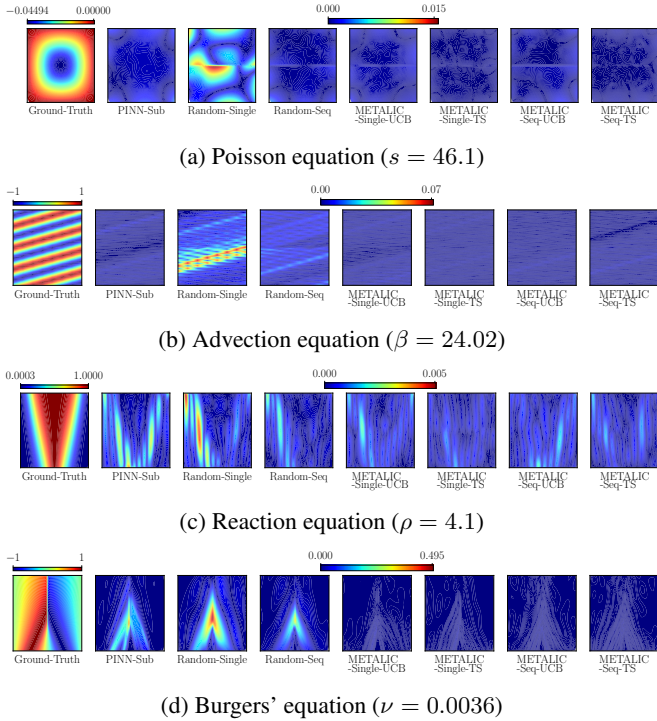 −0.04494 0.00000 0.000 0.015
Ground-Truth PINN-Sub Random-Single Random-Seq METALIC METALIC METALIC METALIC
-Single-UCB -Single-TS -Seq-UCB -Seq-TS
(a) Poisson equation (s = 46.1)
−1 1 0.00 0.07
Ground-Truth PINN-Sub Random-Single Random-Seq METALIC METALIC METALIC METALIC
-Single-UCB -Single-TS -Seq-UCB -Seq-TS
(b) Advection equation (β = 24.02)
0.0003 1.0000 0.000 0.005
Ground-Truth PINN-Sub Random-Single Random-Seq METALIC METALIC METALIC METALIC
-Single-UCB -Single-TS -Seq-UCB -Seq-TS
(c) Reaction equation (ρ = 4.1)
−1 1 0.000 0.495
Ground-Truth PINN-Sub Random-Single Random-Seq METALIC METALIC METALIC METALIC
-Single-UCB -Single-TS -Seq-UCB -Seq-TS
(d) Burgers’ equation (ν = 0.0036)